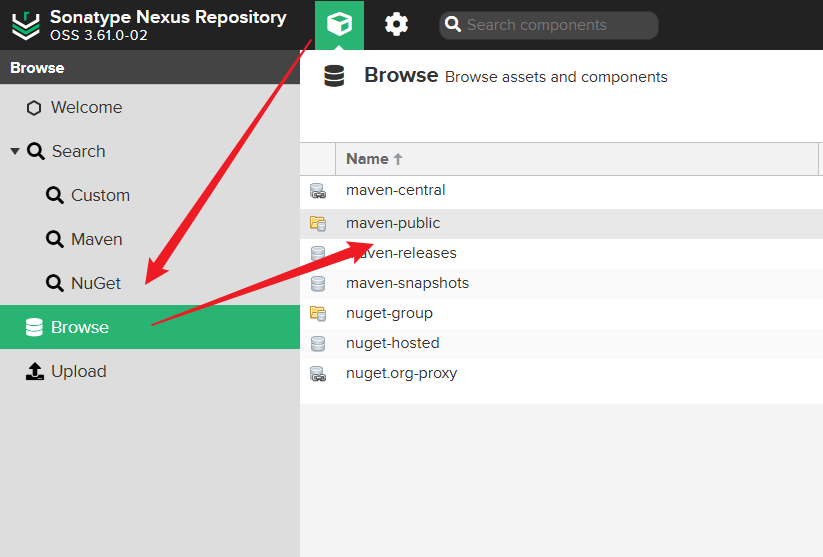 Sonatype Nexus Repository
OSS 3.61.0-02
Search components
Browse
Browse Browse assets and components
Welcome
Search
Custom
Maven
NuGet
Browse
Upload
Name
maven-central
maven-public
maven-releases
maven-snapshots
nuget-group
nuget-hosted
nuget.org-proxy